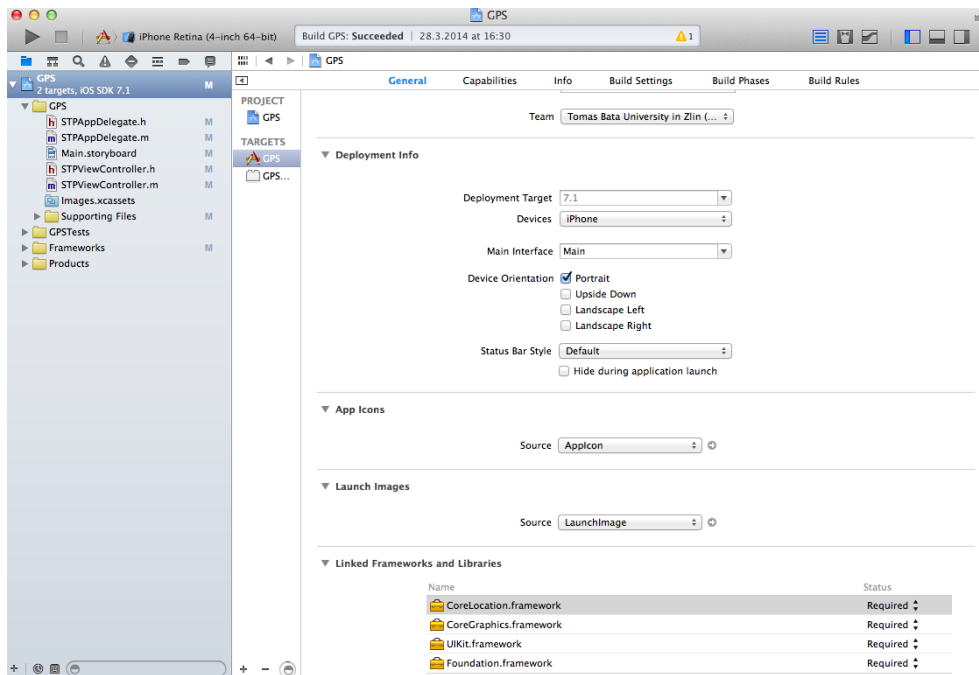 GPS
iPhone Retina (4-inch 64-bit)
Build GPS: Succeeded | 28.3.2014 at 16:30
1
GPS
2 targets, iOS SDK 7.1
M
GPS
h STPAppDelegate.h M
m STPAppDelegate.m M
Main.storyboard M
h STPViewController.h M
m STPViewController.m M
Images.xcassets
Supporting Files M
GPSTests
Frameworks M
Products
GPS
General Capabilities Info Build Settings Build Phases Build Rules
PROJECT
GPS
TARGETS
GPS
GPS...
Team Tomas Bata University in Zlin (...
Deployment Info
Deployment Target 7.1
Devices iPhone
Main Interface Main
Device Orientation Portrait
Upside Down
Landscape Left
Landscape Right
Status Bar Style Default
Hide during application launch
App Icons
Source AppIcon
Launch Images
Source LaunchImage
Linked Frameworks and Libraries
Name Status
CoreLocation.framework Required
CoreGraphics.framework Required
UIKit.framework Required
Foundation.framework Required